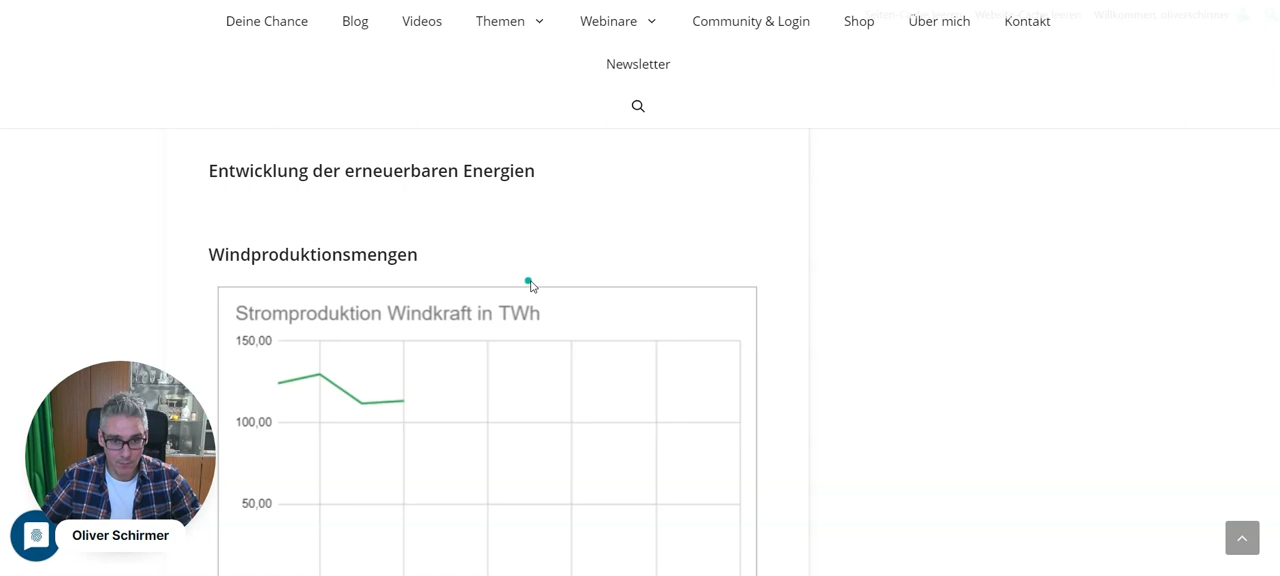 Deine Chance Blog Videos Themen Webinare Community & Login Shop Über mich Kontakt
Newsletter
Entwicklung der erneuerbaren Energien
Windproduktionsmengen
Stromproduktion Windkraft in TWh
150,00
100,00
50,00
Oliver Schirmer